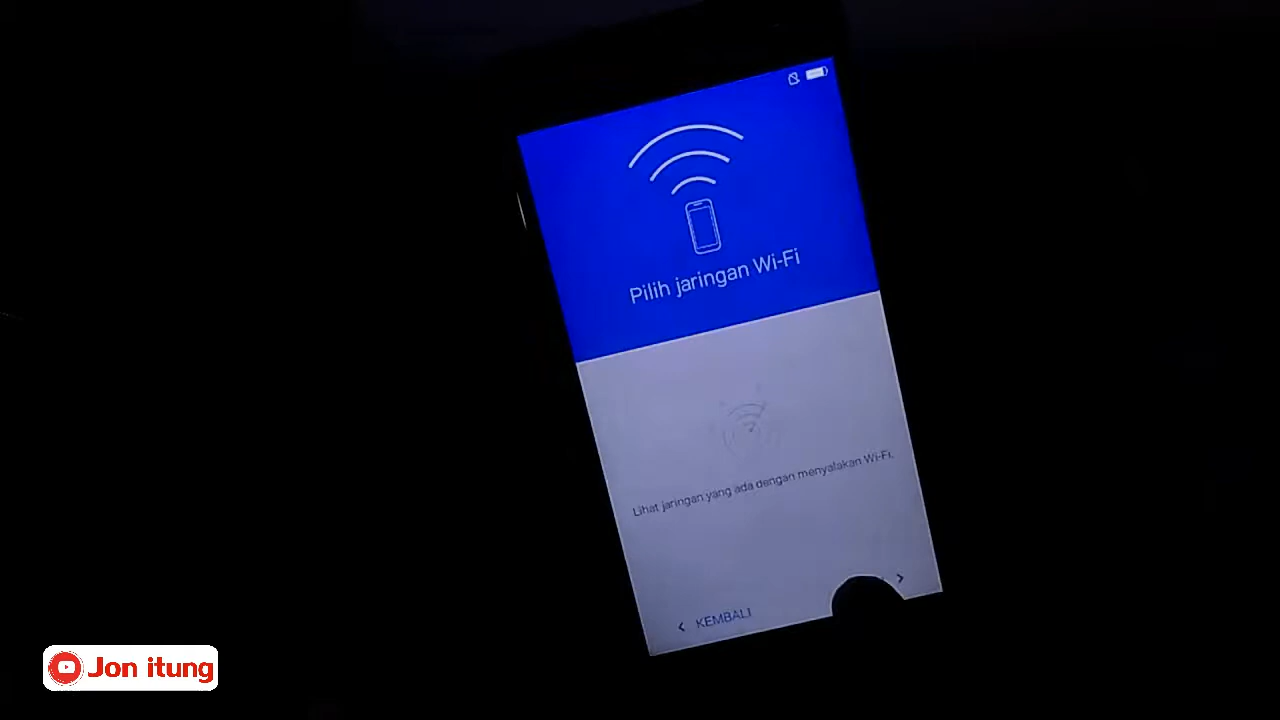 Pilih jaringan Wi-Fi
Lihat jaringan yang ada dengan menyalakan Wi-Fi.
KEMBALI
Jon itung